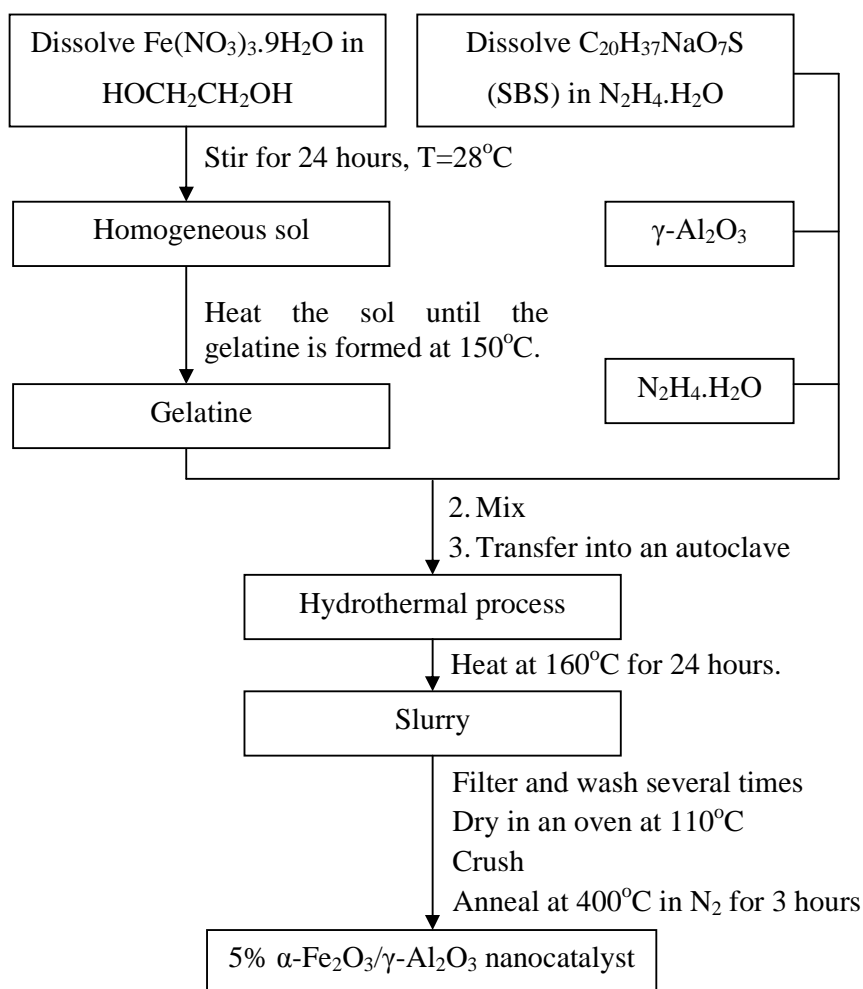 Dissolve Fe(NO₃)₃.9H₂O in
HOCH₂CH₂OH
Dissolve C₂₀H₃₇NaO₇S
(SBS) in N₂H₄.H₂O
Stir for 24 hours, T=28°C
Homogeneous sol
γ-Al₂O₃
Heat the sol until the
gelatine is formed at 150°C.
Gelatine
N₂H₄.H₂O
2. Mix
3. Transfer into an autoclave
Hydrothermal process
Heat at 160°C for 24 hours.
Slurry
Filter and wash several times
Dry in an oven at 110°C
Crush
Anneal at 400°C in N₂ for 3 hours
5% α-Fe₂O₃/γ-Al₂O₃ nanocatalyst